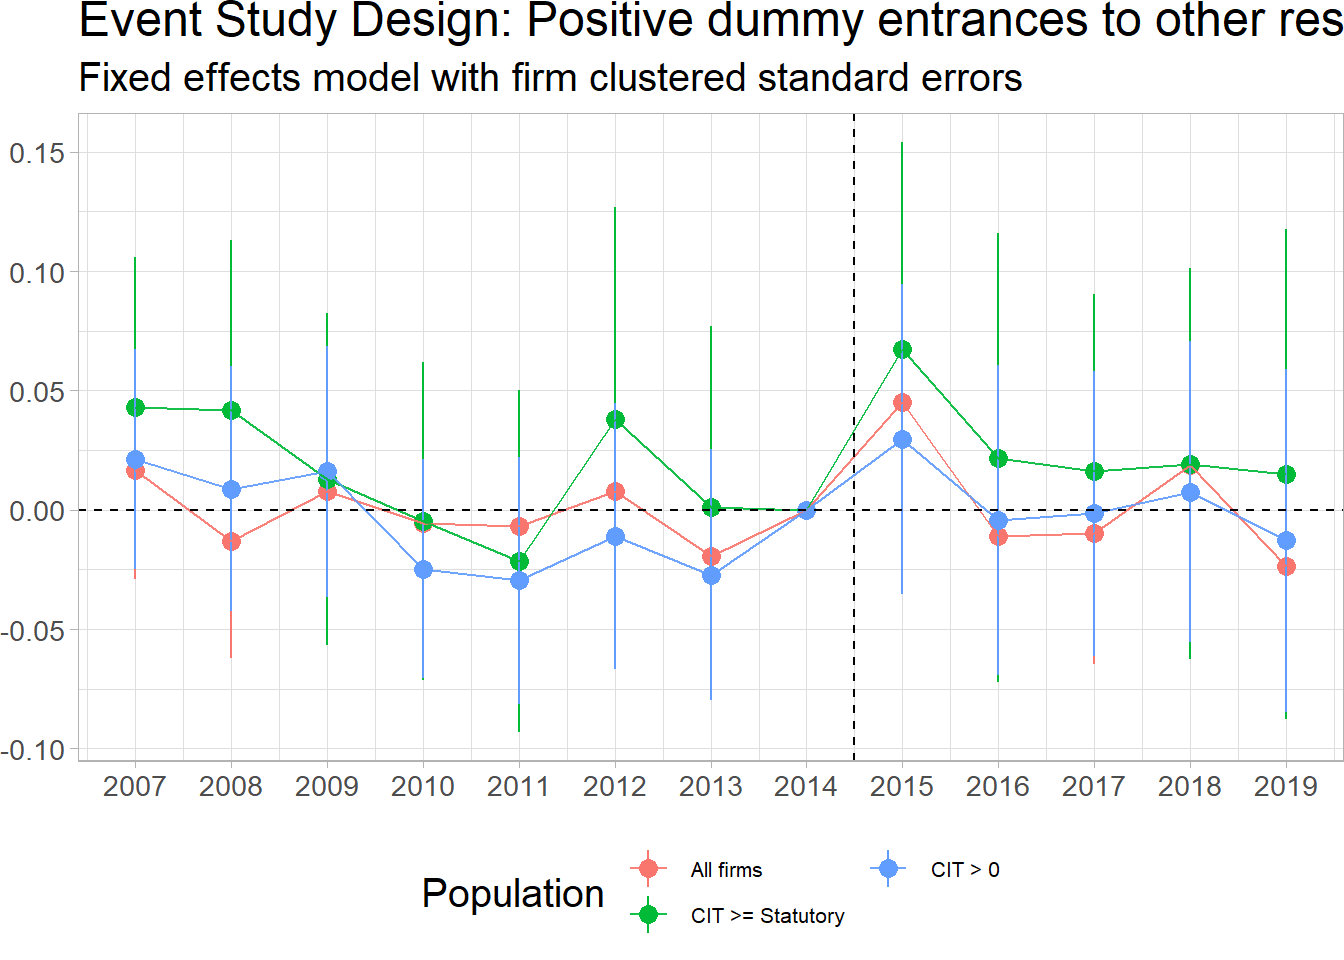 Event Study Design: Positive dummy entrances to other res
Fixed effects model with firm clustered standard errors
0.15
0.10
0.05
0.00
-0.05
-0.10
2007 2008 2009 2010 2011 2012 2013 2014 2015 2016 2017 2018 2019
Population
All firms
CIT > 0
CIT >= Statutory